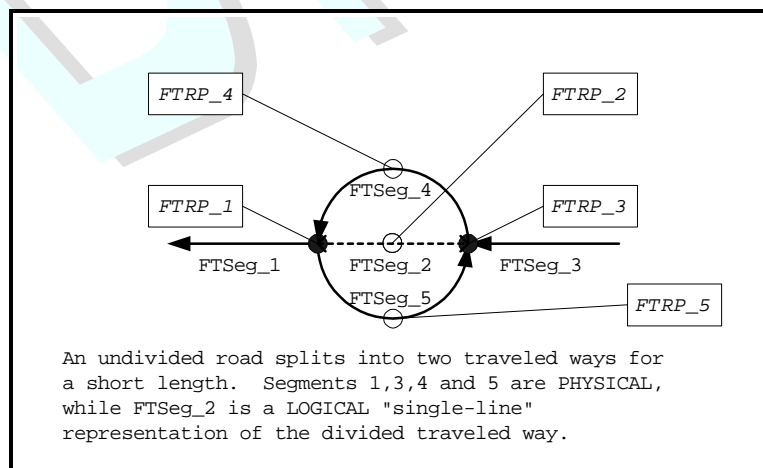 FTRP_4
FTRP_2
FTSeg_4
FTRP_1
FTRP_3
FTSeg_1
FTSeg_2
FTSeg_3
FTSeg_5
FTRP_5
An undivided road splits into two traveled ways for
a short length.  Segments 1,3,4 and 5 are PHYSICAL,
while FTSeg_2 is a LOGICAL "single-line"
representation of the divided traveled way.